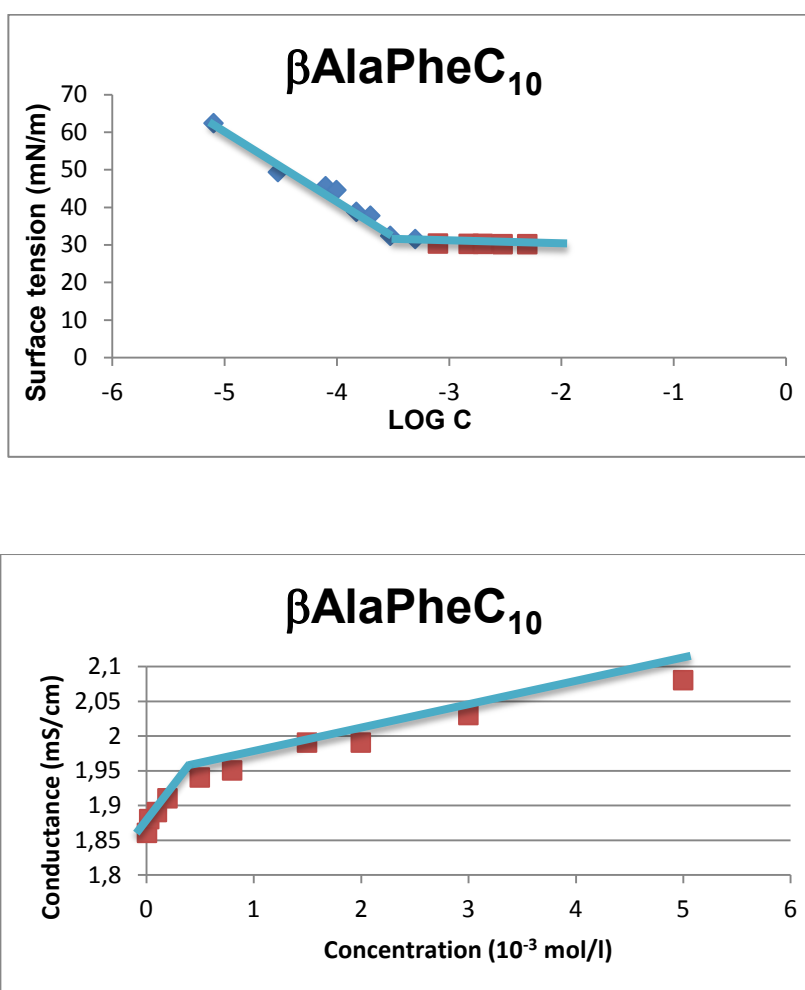 βAlaPheC₁₀
Surface tension (mN/m)
70
60
50
40
30
20
10
0
-6 -5 -4 -3 -2 -1 0
LOG C
βAlaPheC₁₀
Conductance (mS/cm)
2,1
2,05
2
1,95
1,9
1,85
1,8
0 1 2 3 4 5 6
Concentration (10⁻³ mol/l)